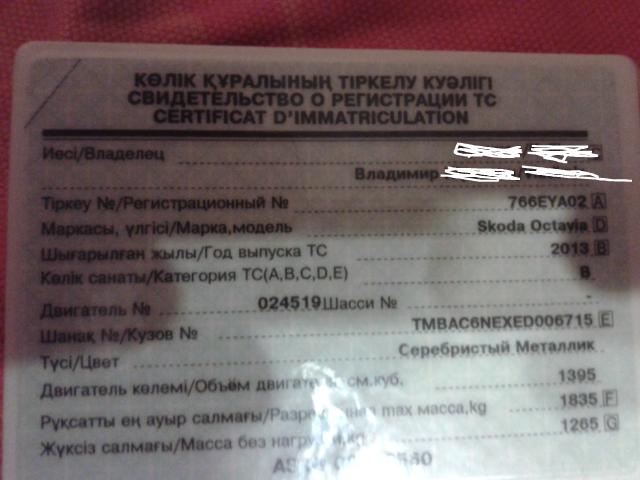 КӨЛІК ҚҰРАЛЫНЫҢ ТІРКЕЛУ КУӘЛІГІ
СВИДЕТЕЛЬСТВО О РЕГИСТРАЦИИ ТС
CERTIFICAT D'IMMATRICULATION
Иесі/Владелец
Владимир
Тіркеу №/Регистрационный № 766EYA02 A
Маркасы, үлгісі/Марка,модель Skoda Octavia D
Шығарылған жылы/Год выпуска ТС 2013 B
Көлік санаты/Категория ТС(A,B,C,D,E) B
Двигатель № 024519 Шасси № -
Шанақ №/Кузов № TMBAC6NEXED006715 E
Түсі/Цвет Серебристый Металлик
Двигатель көлемі/Объём см.куб. 1395
Рұқсатты ең ауыр салмағы/ max масса,kg 1835 F
Жүксіз салмағы/Масса без 1265 G